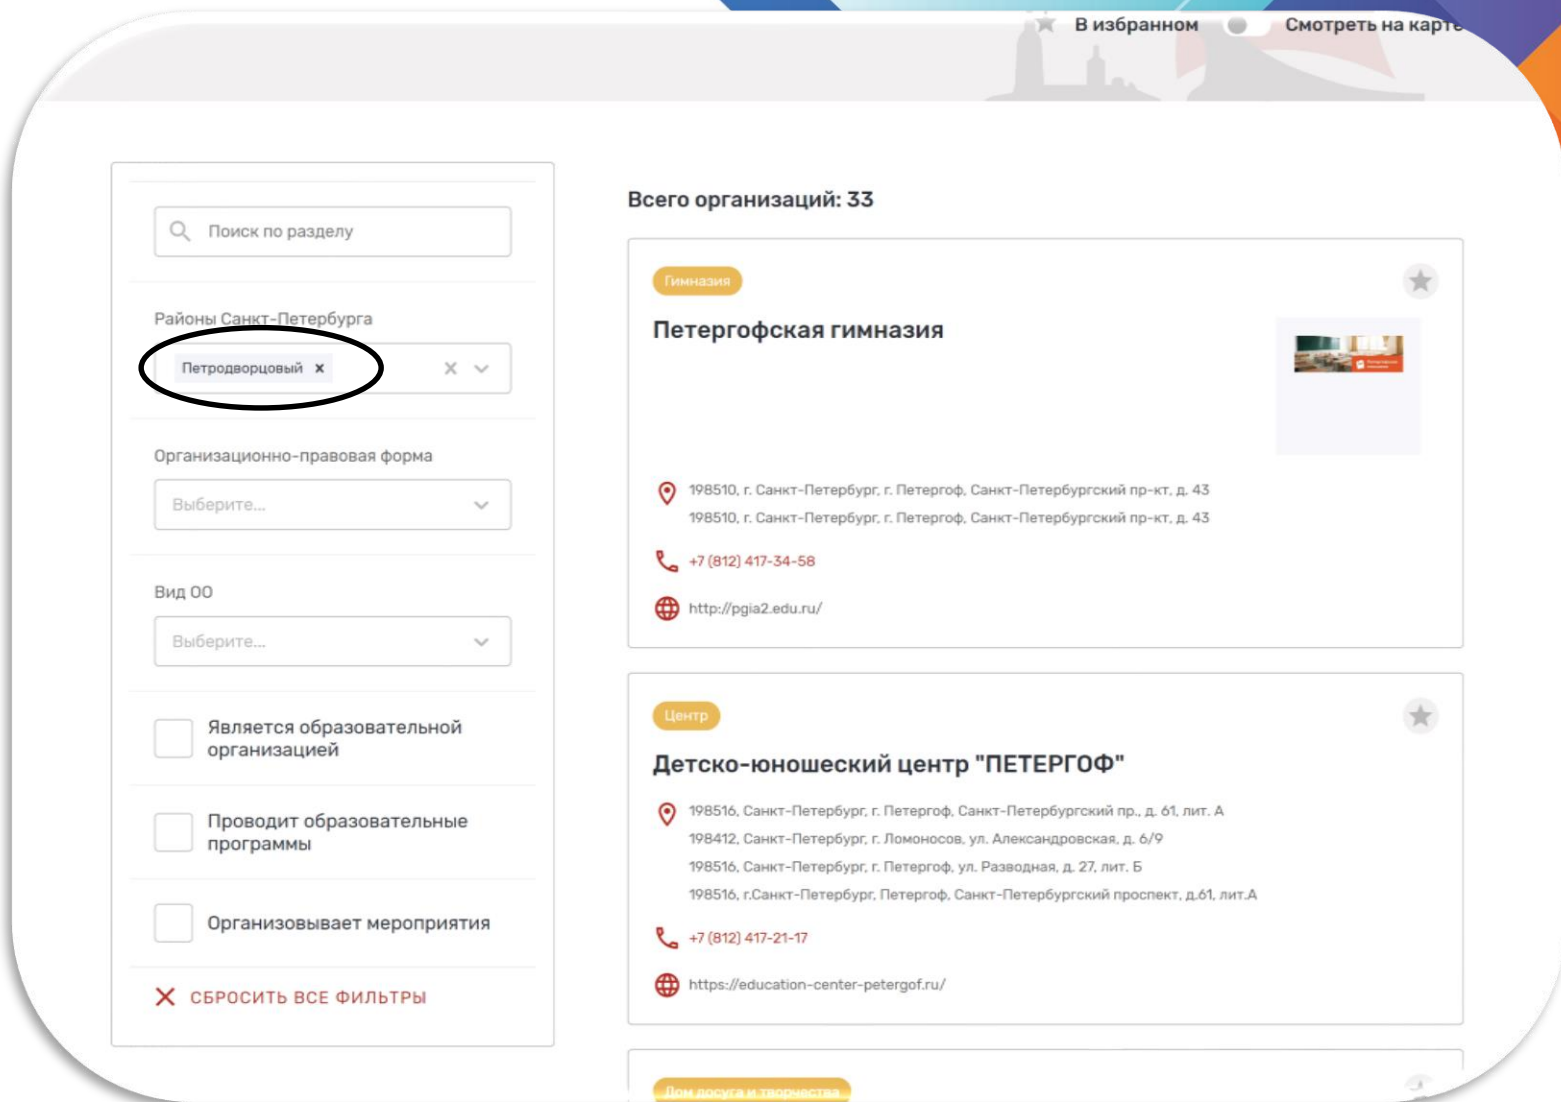 В избранном
Смотреть на карте
Поиск по разделу
Районы Санкт-Петербурга
Петродворцовый x
Организационно-правовая форма
Выберите...
Вид ОО
Выберите...
Является образовательной
организацией
Проводит образовательные
программы
Организовывает мероприятия
СБРОСИТЬ ВСЕ ФИЛЬТРЫ
Всего организаций: 33
Гимназия
Петергофская гимназия
198510, г. Санкт-Петербург, г. Петергоф, Санкт-Петербургский пр-кт, д. 43
198510, г. Санкт-Петербург, г. Петергоф, Санкт-Петербургский пр-кт, д. 43
+7 (812) 417-34-58
http://pgia2.edu.ru/
Центр
Детско-юношеский центр "ПЕТЕРГОФ"
198516, Санкт-Петербург, г. Петергоф, Санкт-Петербургский пр., д. 61, лит. А
198412, Санкт-Петербург, г. Ломоносов, ул. Александровская, д. 6/9
198516, Санкт-Петербург, г. Петергоф, ул. Разводная, д. 27, лит. Б
198516, г.Санкт-Петербург, Петергоф, Санкт-Петербургский проспект, д.61, лит.А
+7 (812) 417-21-17
https://education-center-petergof.ru/
Дом досуга и творчества